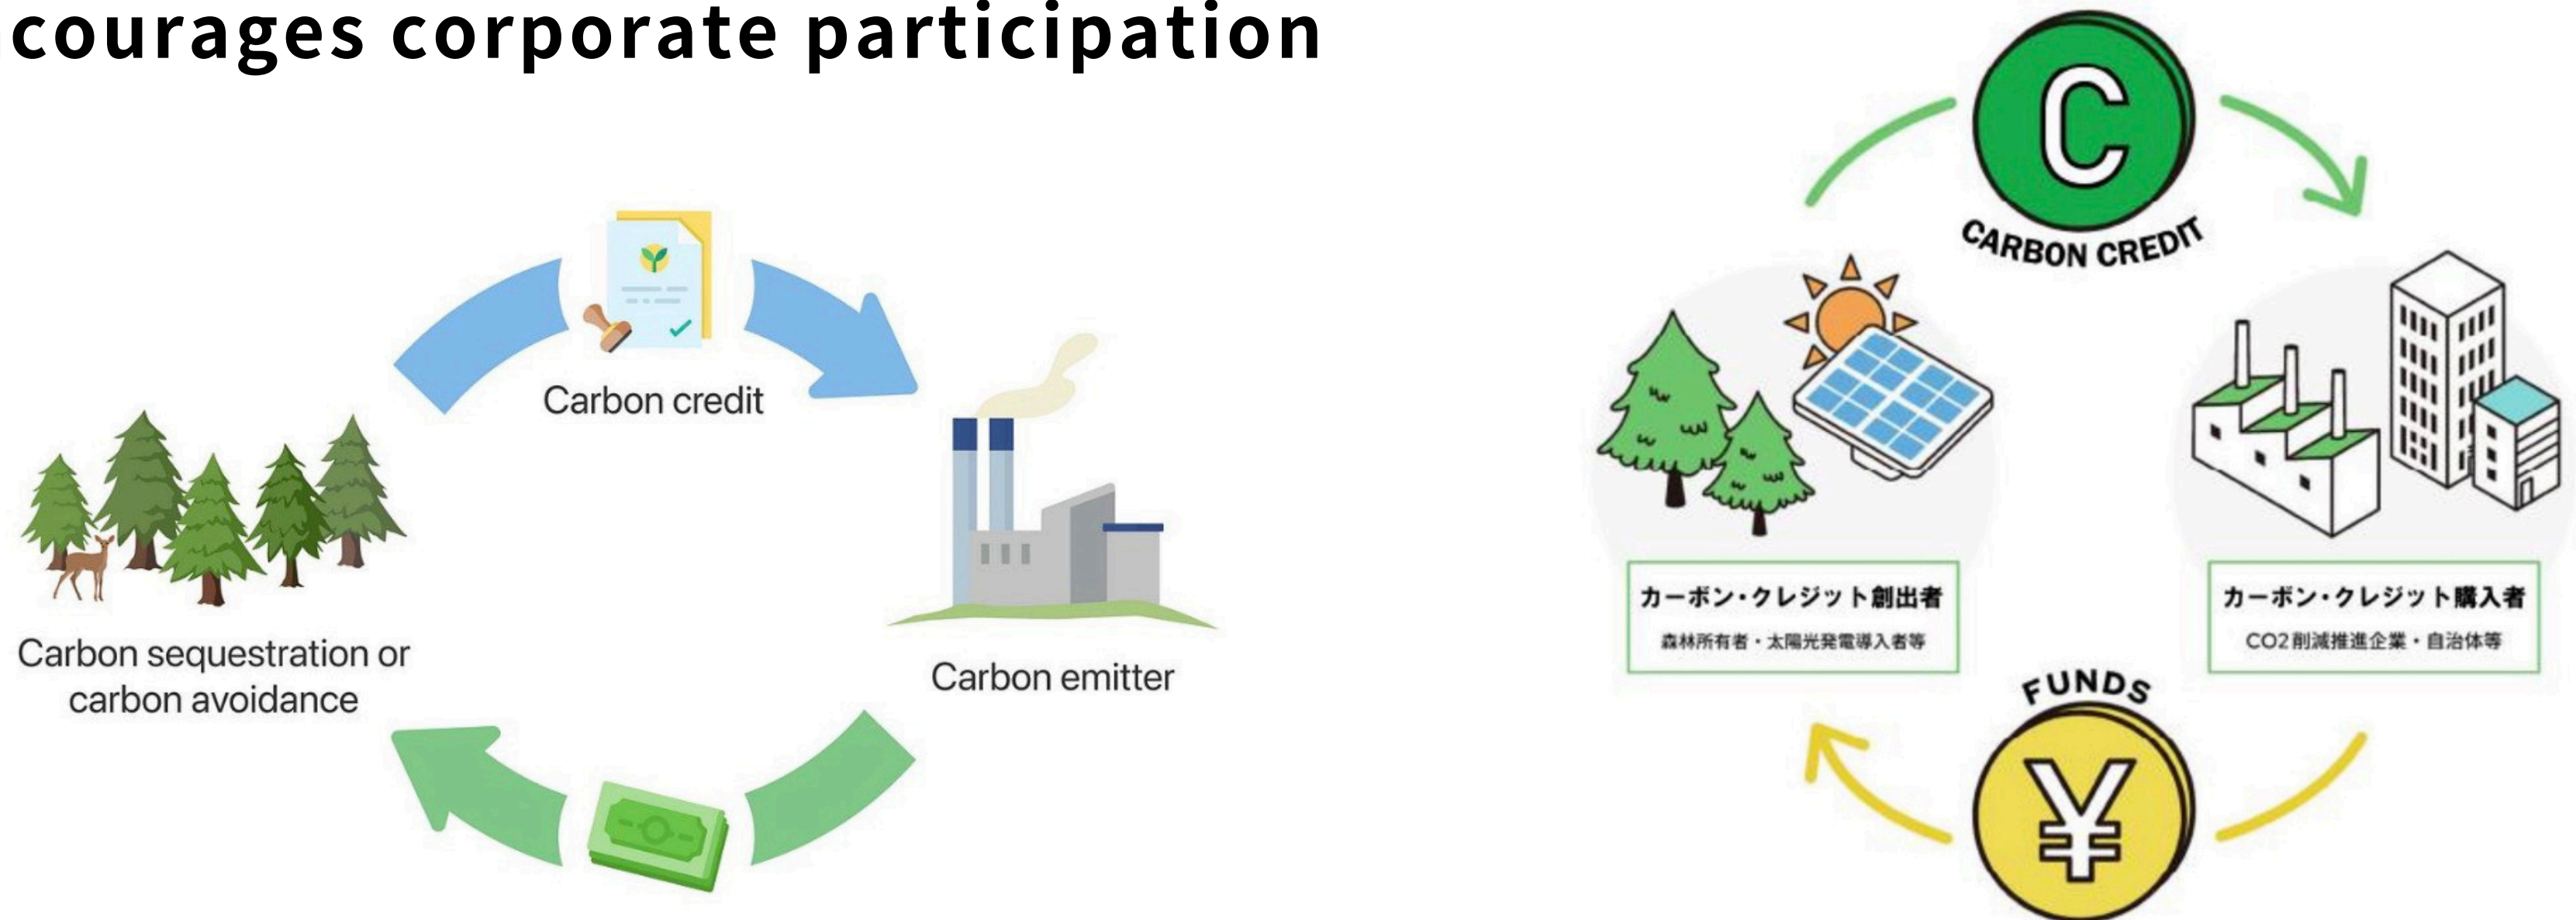 courages corporate participation
Carbon credit
Carbon sequestration or
carbon avoidance
Carbon emitter
C
CARBON CREDIT
カーボン・クレジット創出者
森林所有者・太陽光発電導入者等
カーボン・クレジット購入者
CO2削減推進企業・自治体等
FUNDS
¥